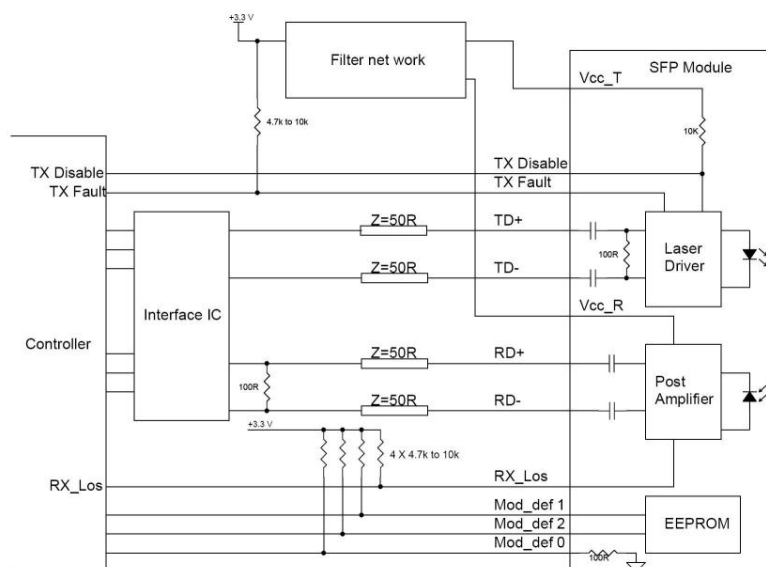 +3.3 V
Filter net work
SFP Module
Vcc_T
4.7k to 10k
10K
TX Disable
TX Disable
TX Fault
TX Fault
Z=50R
TD+
Laser
Driver
100R
Z=50R
TD-
Interface IC
Vcc_R
Controller
Z=50R
RD+
Post
Amplifier
100R
Z=50R
RD-
+3.3 V
4 X 4.7k to 10k
RX_Los
RX_Los
Mod_def 1
EEPROM
Mod_def 2
Mod_def 0
100R